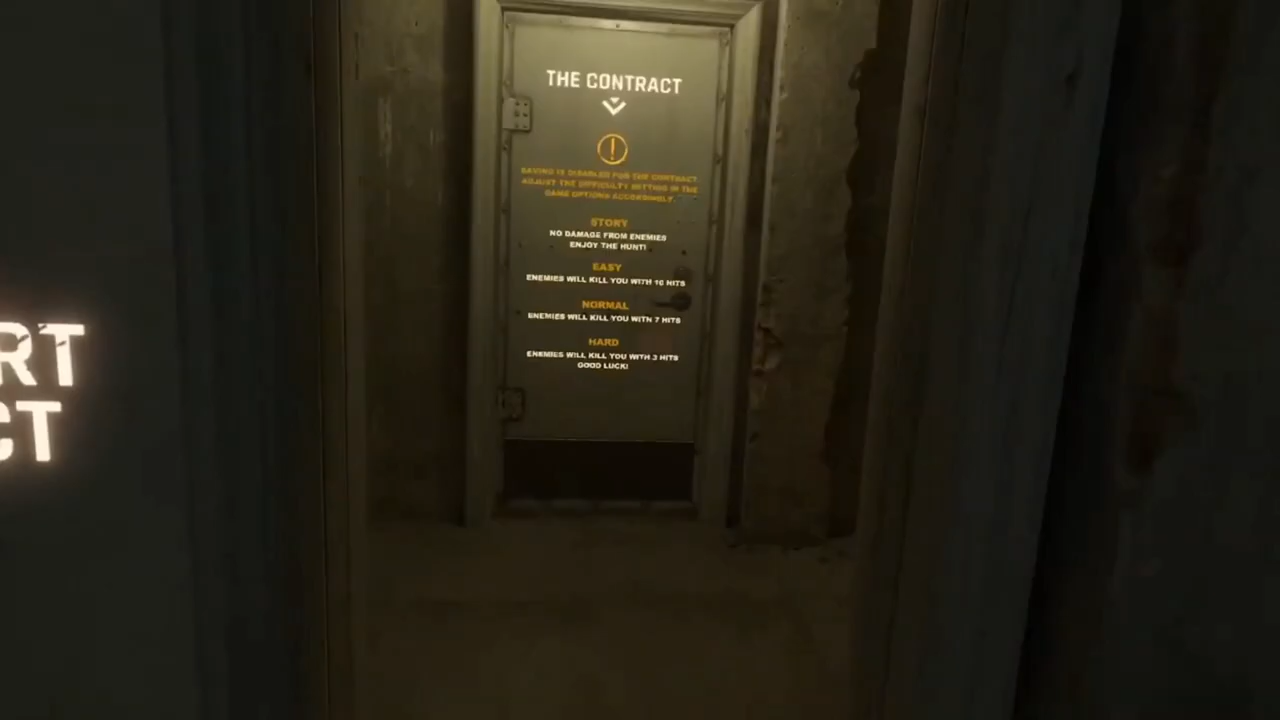 THE CONTRACT
!
SAVING IS DISABLED FOR THE CONTRACT.
ADJUST THE DIFFICULTY SETTING IN THE
GAME OPTIONS ACCORDINGLY.
STORY
NO DAMAGE FROM ENEMIES
ENJOY THE HUNT!
EASY
ENEMIES WILL KILL YOU WITH 16 HITS
NORMAL
ENEMIES WILL KILL YOU WITH 7 HITS
HARD
ENEMIES WILL KILL YOU WITH 3 HITS
GOOD LUCK!
RT
CT